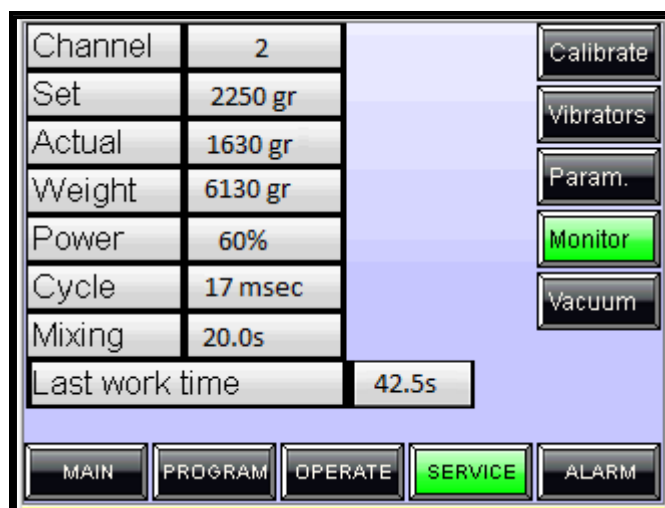 Channel 2
Calibrate
Set 2250 gr
Vibrators
Actual 1630 gr
Weight 6130 gr
Param.
Power 60%
Monitor
Cycle 17 msec
Vacuum
Mixing 20.0s
Last work time 42.5s
MAIN PROGRAM OPERATE SERVICE ALARM